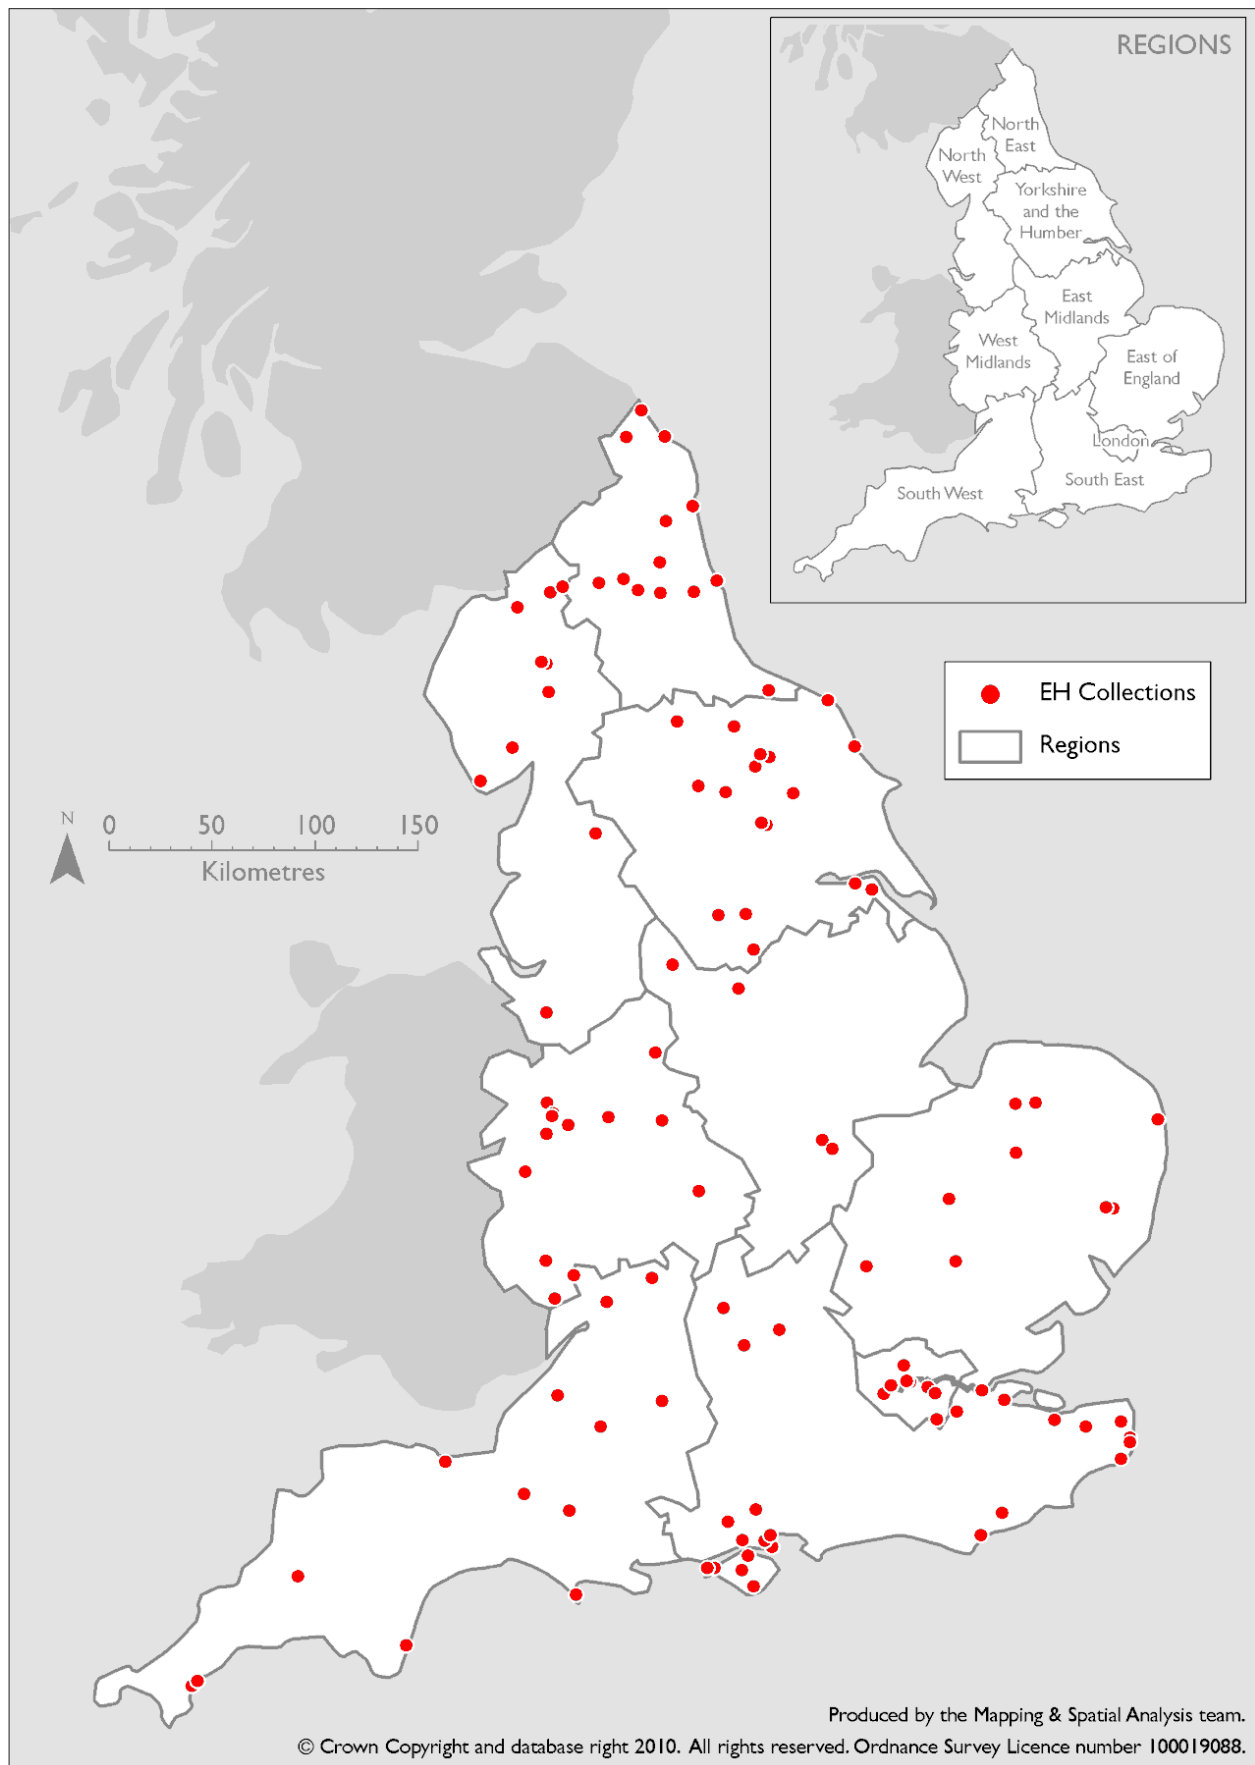 REGIONS
North
East
North
West
Yorkshire
and the
Humber
East
Midlands
West
Midlands
East of
England
London
South East
South West
EH Collections
Regions
N
0 50 100 150
Kilometres
Produced by the Mapping & Spatial Analysis team.
© Crown Copyright and database right 2010. All rights reserved. Ordnance Survey Licence number 100019088.